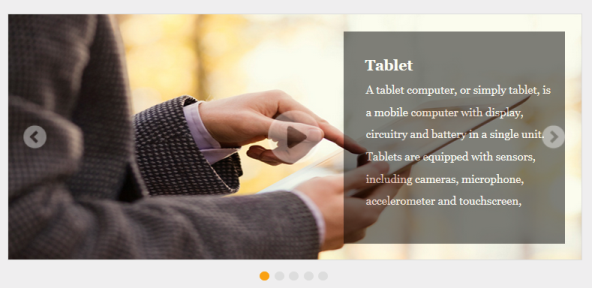 Tablet
A tablet computer, or simply tablet, is
a mobile computer with display,
circuitry and battery in a single unit.
Tablets are equipped with sensors,
including cameras, microphone,
accelerometer and touchscreen,